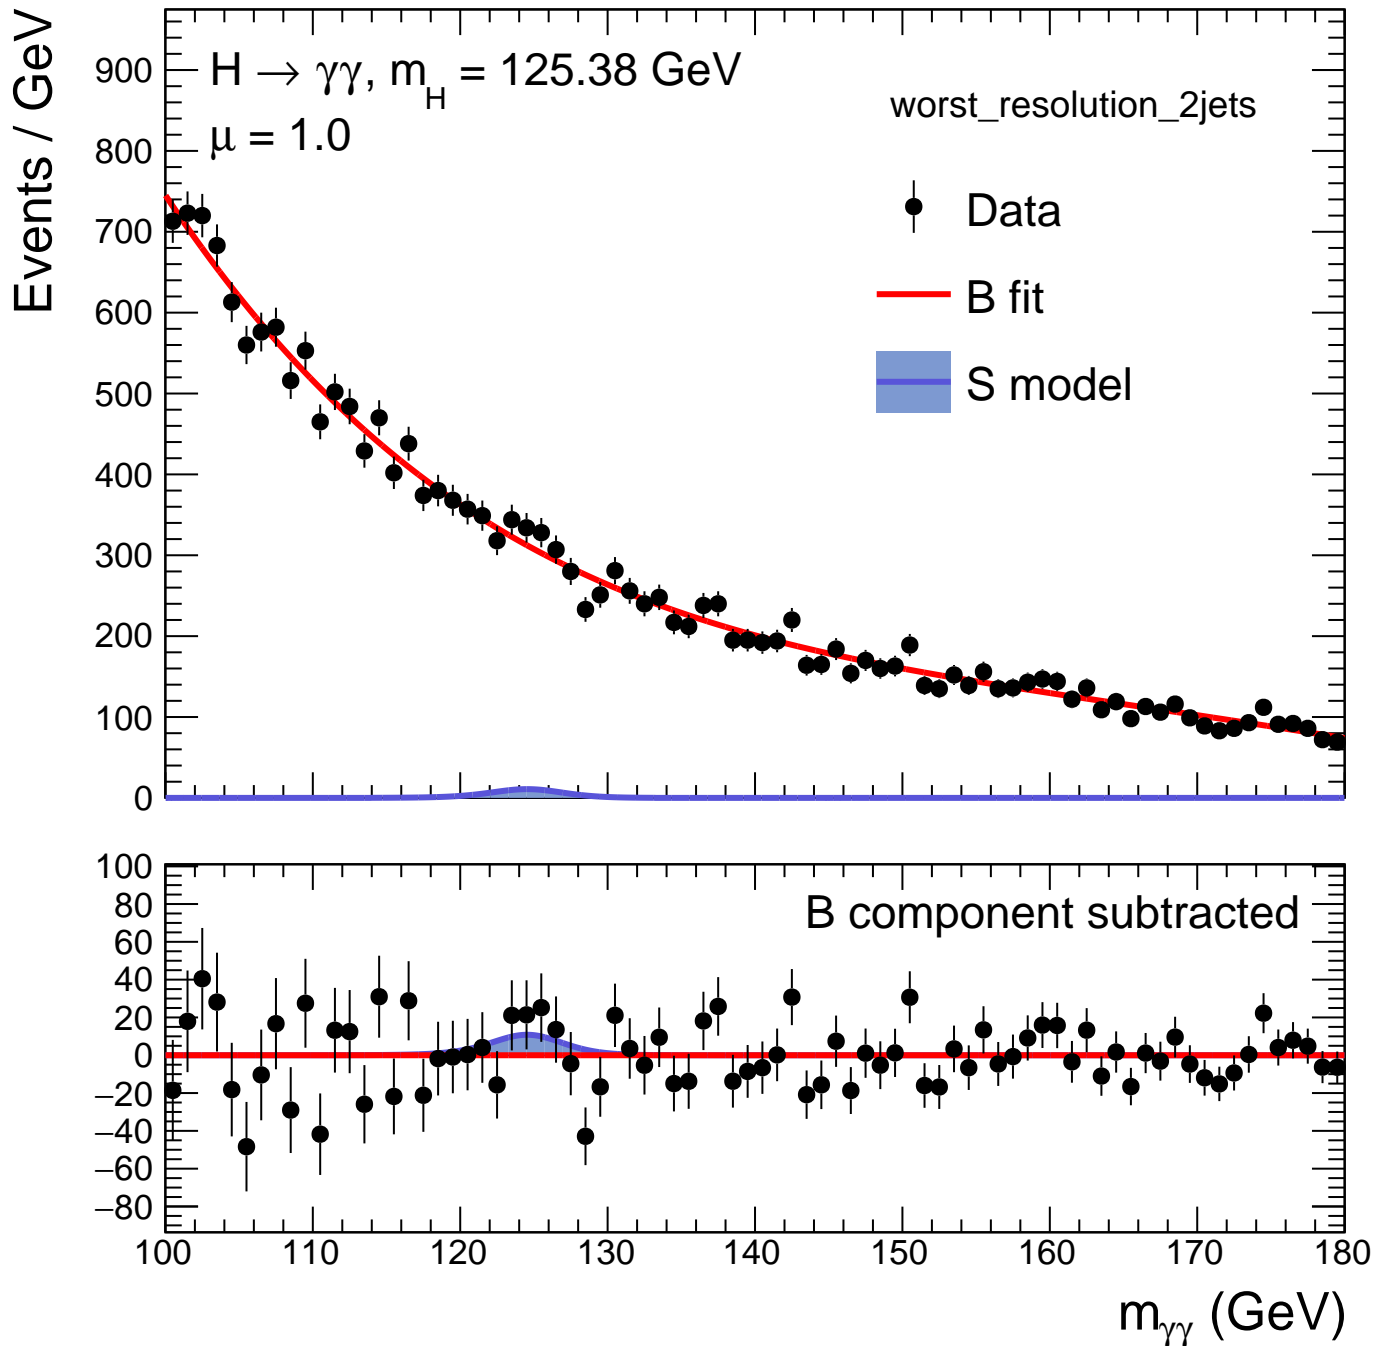 Events / GeV
H → γγ, m_H = 125.38 GeV
μ = 1.0
worst_resolution_2jets
Data
B fit
S model
900
800
700
600
500
400
300
200
100
0
B component subtracted
100
80
60
40
20
0
−20
−40
−60
−80
100 110 120 130 140 150 160 170 180
m_γγ (GeV)